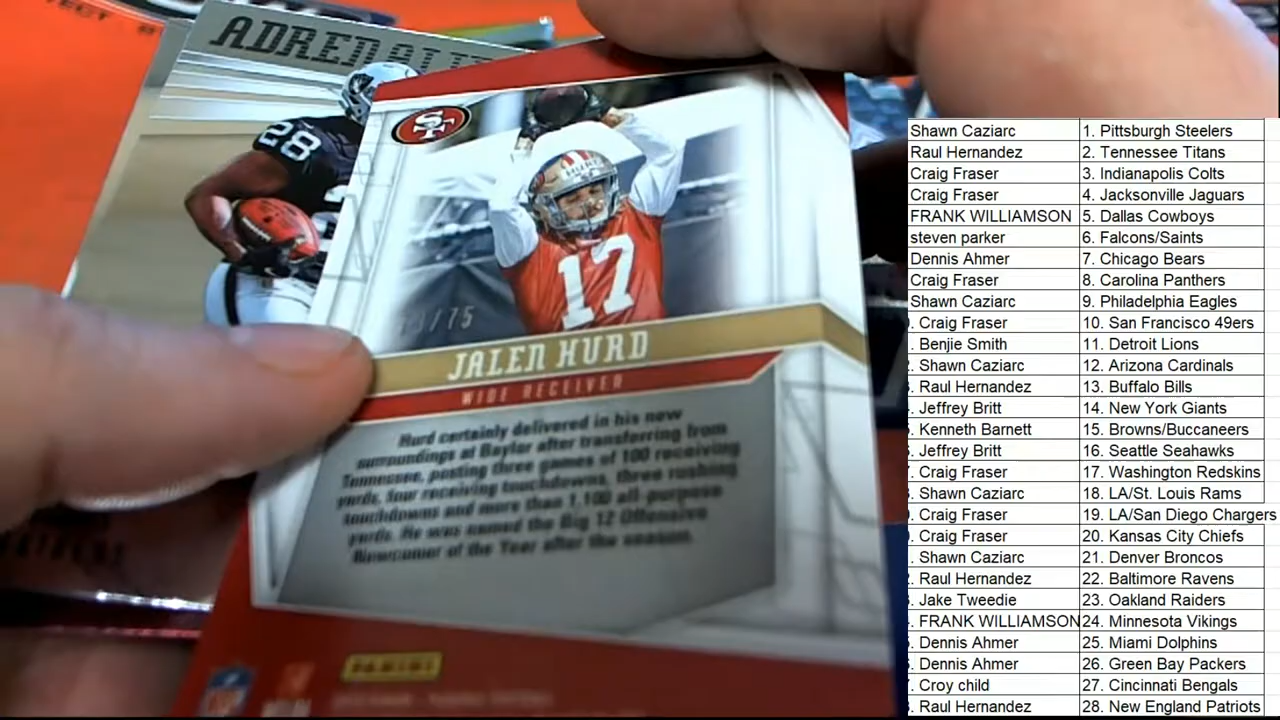 ADRENALINE
28
SF
17
/75
JALEN HURD
WIDE RECEIVER
Hurd certainly delivered in his new
surroundings at Baylor after transferring from
Tennessee, posting three games of 100 receiving
yards, four receiving touchdowns, three rushing
touchdowns and more than 1,100 all-purpose
yards. He was named the Big 12 Offensive
Newcomer of the Year after the season.
PANINI
Shawn Caziarc 1. Pittsburgh Steelers
Raul Hernandez 2. Tennessee Titans
Craig Fraser 3. Indianapolis Colts
Craig Fraser 4. Jacksonville Jaguars
FRANK WILLIAMSON 5. Dallas Cowboys
steven parker 6. Falcons/Saints
Dennis Ahmer 7. Chicago Bears
Craig Fraser 8. Carolina Panthers
Shawn Caziarc 9. Philadelphia Eagles
. Craig Fraser 10. San Francisco 49ers
. Benjie Smith 11. Detroit Lions
. Shawn Caziarc 12. Arizona Cardinals
. Raul Hernandez 13. Buffalo Bills
. Jeffrey Britt 14. New York Giants
. Kenneth Barnett 15. Browns/Buccaneers
. Jeffrey Britt 16. Seattle Seahawks
. Craig Fraser 17. Washington Redskins
. Shawn Caziarc 18. LA/St. Louis Rams
. Craig Fraser 19. LA/San Diego Chargers
. Craig Fraser 20. Kansas City Chiefs
. Shawn Caziarc 21. Denver Broncos
. Raul Hernandez 22. Baltimore Ravens
. Jake Tweedie 23. Oakland Raiders
. FRANK WILLIAMSON 24. Minnesota Vikings
. Dennis Ahmer 25. Miami Dolphins
. Dennis Ahmer 26. Green Bay Packers
. Croy child 27. Cincinnati Bengals
. Raul Hernandez 28. New England Patriots